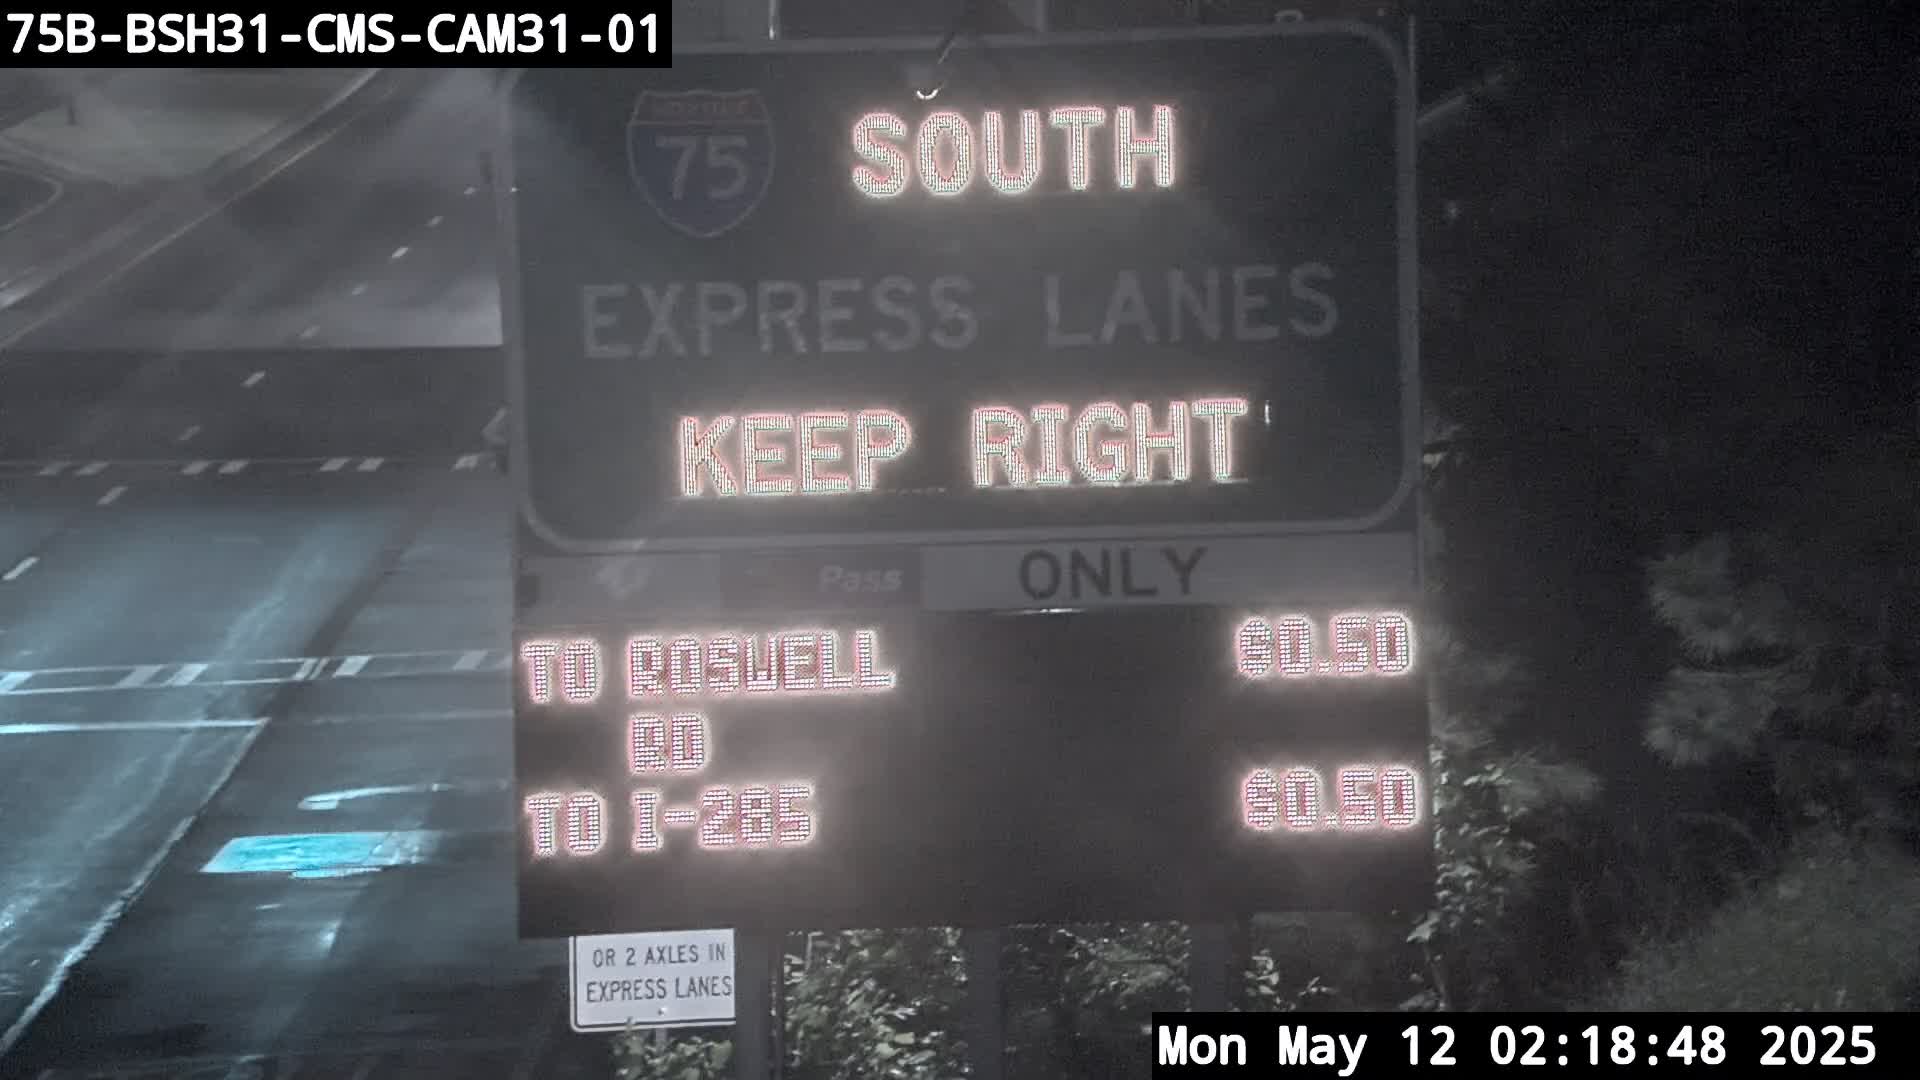 75B-BSH31-CMS-CAM31-01
75
SOUTH
EXPRESS LANES
KEEP RIGHT
Pass ONLY
TO ROSWELL $0.50
RD
TO I-285 $0.50
OR 2 AXLES IN
EXPRESS LANES
Mon May 12 02:18:48 2025